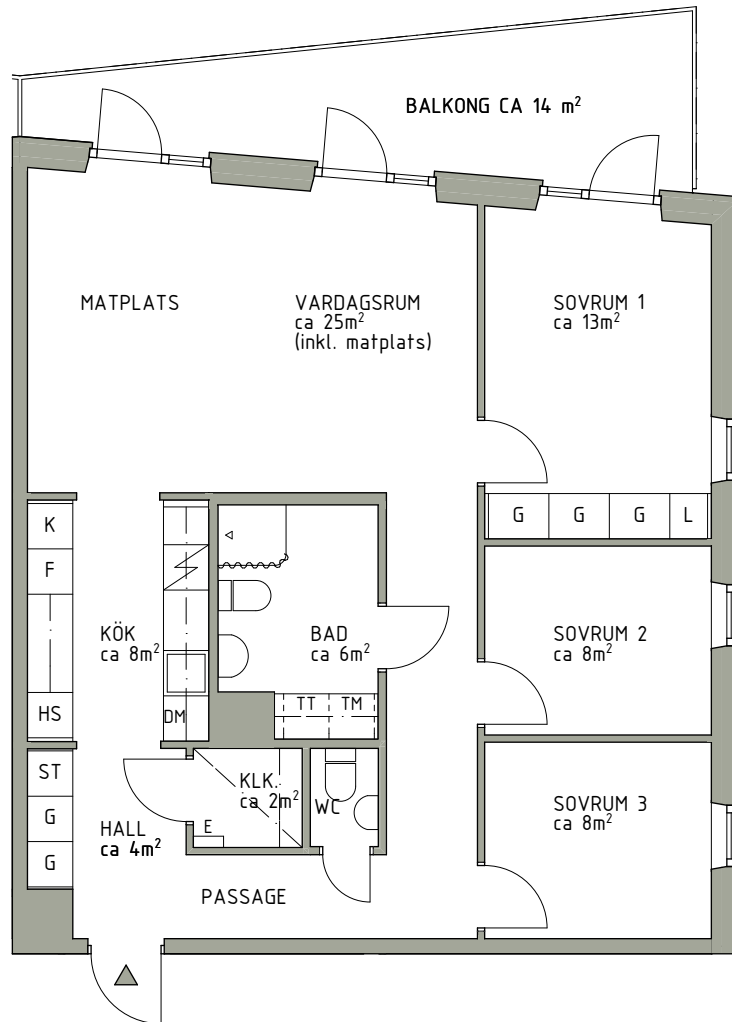 BALKONG CA 14 m²
MATPLATS
VARDAGSRUM
ca 25m²
(inkl. matplats)
SOVRUM 1
ca 13m²
G G G L
K
F
KÖK
ca 8m²
HS
DM
BAD
ca 6m²
TT TM
SOVRUM 2
ca 8m²
ST
G
G
HALL
ca 4m²
KLK.
ca 2m²
E
WC
SOVRUM 3
ca 8m²
PASSAGE